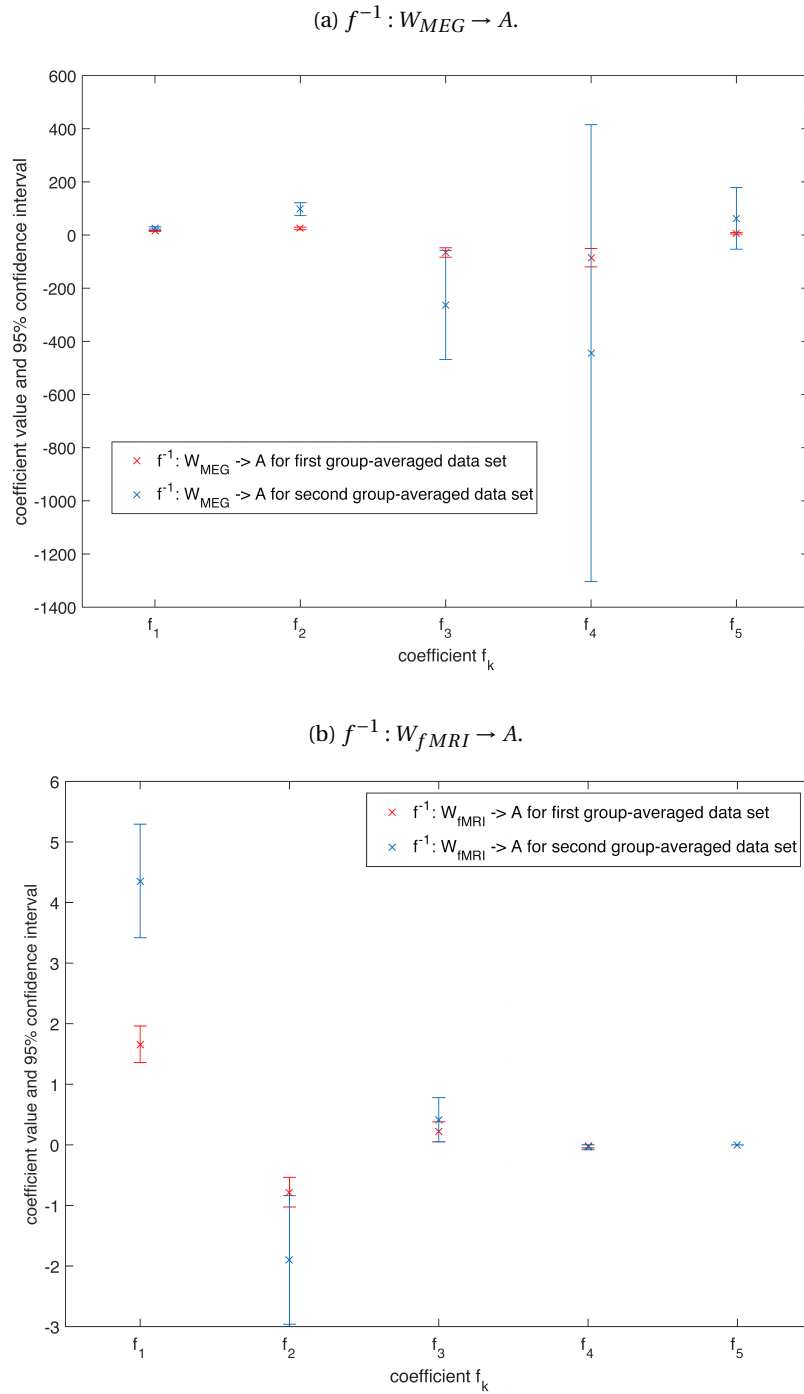 (a) f⁻¹ : W_MEG → A.
600
400
200
0
-200
-400
-600
-800
-1000
-1200
-1400
coefficient value and 95% confidence interval
f⁻¹: W_MEG -> A for first group-averaged data set
f⁻¹: W_MEG -> A for second group-averaged data set
f₁ f₂ f₃ f₄ f₅
coefficient f_k
(b) f⁻¹ : W_fMRI → A.
6
5
4
3
2
1
0
-1
-2
-3
coefficient value and 95% confidence interval
f⁻¹: W_fMRI -> A for first group-averaged data set
f⁻¹: W_fMRI -> A for second group-averaged data set
f₁ f₂ f₃ f₄ f₅
coefficient f_k